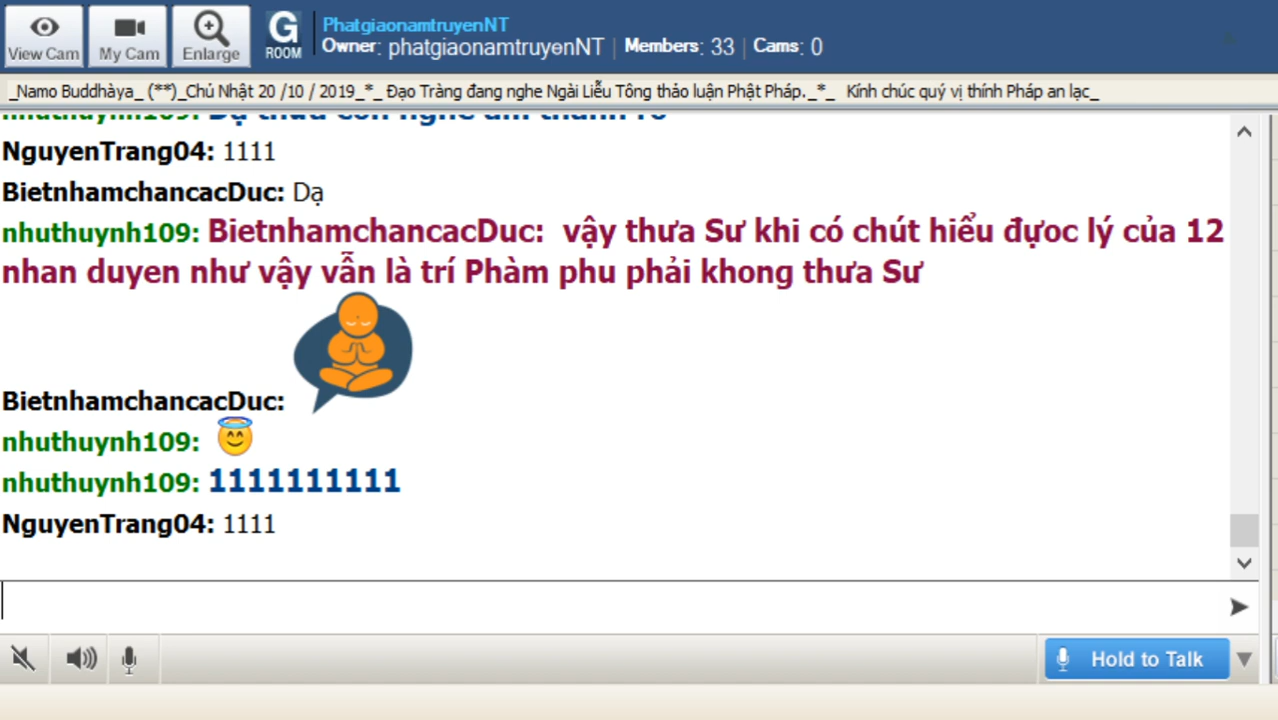 PhatgiaonamtruyenNT
View Cam
My Cam
Enlarge
G
ROOM
Owner: phatgiaonamtruyenNT | Members: 33 | Cams: 0
_Namo Buddhàya_ (**)_Chủ Nhật 20 /10 / 2019_*_ Đạo Tràng đang nghe Ngài Liễu Tông thảo luận Phật Pháp._*_ Kính chúc quý vị thính Pháp an lạc_
nhuthuynh109: Dạ thưa con nghe âm thanh rõ
NguyenTrang04: 1111
BietnhamchancacDuc: Dạ
nhuthuynh109: BietnhamchancacDuc: vậy thưa Sư khi có chút hiểu đựoc lý của 12
nhan duyen như vậy vẫn là trí Phàm phu phải khong thưa Sư
BietnhamchancacDuc:
nhuthuynh109:
nhuthuynh109: 1111111111
NguyenTrang04: 1111
Hold to Talk